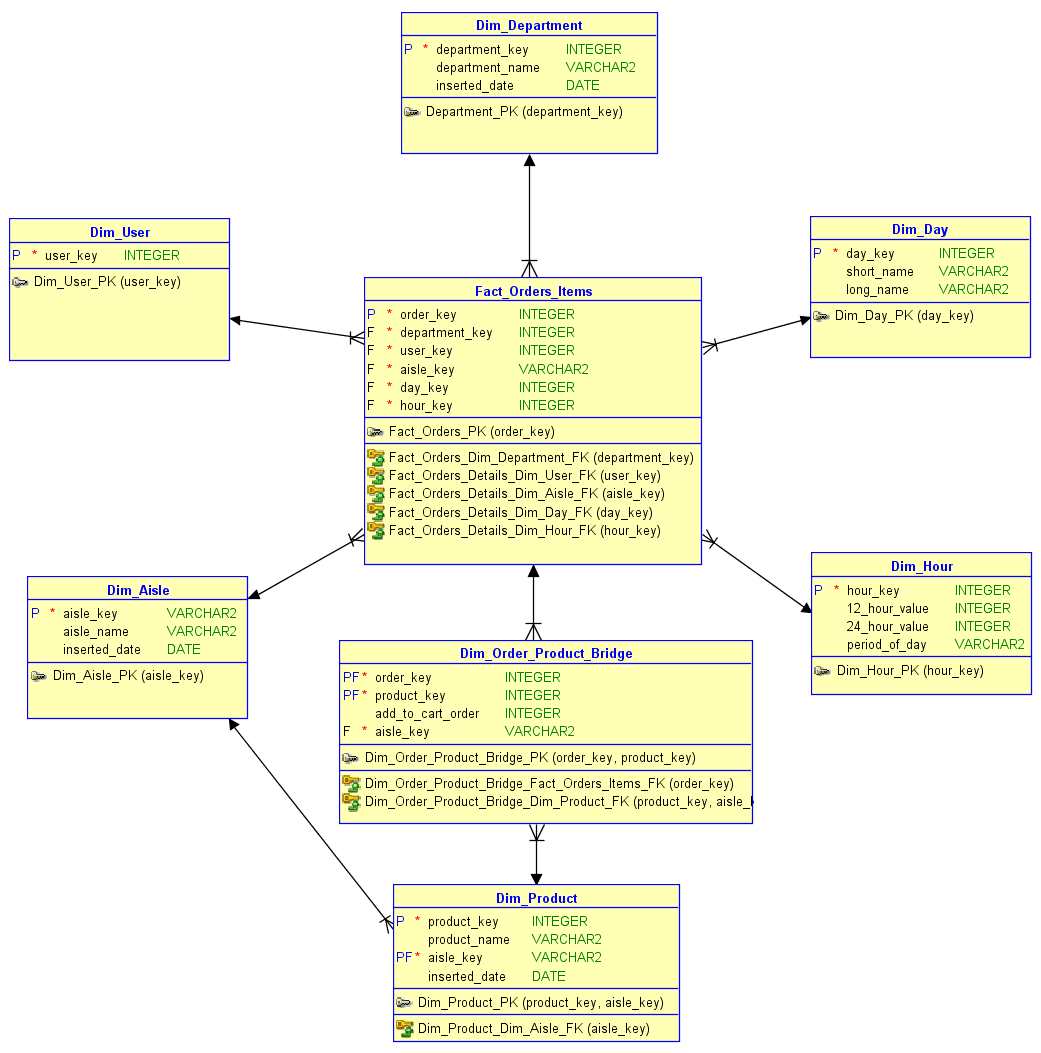 Dim_Department
P * department_key INTEGER
department_name VARCHAR2
inserted_date DATE
Department_PK (department_key)
Dim_User
P * user_key INTEGER
Dim_User_PK (user_key)
Dim_Day
P * day_key INTEGER
short_name VARCHAR2
long_name VARCHAR2
Dim_Day_PK (day_key)
Fact_Orders_Items
P * order_key INTEGER
F * department_key INTEGER
F * user_key INTEGER
F * aisle_key VARCHAR2
F * day_key INTEGER
F * hour_key INTEGER
Fact_Orders_PK (order_key)
Fact_Orders_Dim_Department_FK (department_key)
Fact_Orders_Details_Dim_User_FK (user_key)
Fact_Orders_Details_Dim_Aisle_FK (aisle_key)
Fact_Orders_Details_Dim_Day_FK (day_key)
Fact_Orders_Details_Dim_Hour_FK (hour_key)
Dim_Aisle
P * aisle_key VARCHAR2
aisle_name VARCHAR2
inserted_date DATE
Dim_Aisle_PK (aisle_key)
Dim_Hour
P * hour_key INTEGER
12_hour_value INTEGER
24_hour_value INTEGER
period_of_day VARCHAR2
Dim_Hour_PK (hour_key)
Dim_Order_Product_Bridge
PF * order_key INTEGER
PF * product_key INTEGER
add_to_cart_order INTEGER
F * aisle_key VARCHAR2
Dim_Order_Product_Bridge_PK (order_key, product_key)
Dim_Order_Product_Bridge_Fact_Orders_Items_FK (order_key)
Dim_Order_Product_Bridge_Dim_Product_FK (product_key, aisle_
Dim_Product
P * product_key INTEGER
product_name VARCHAR2
PF * aisle_key VARCHAR2
inserted_date DATE
Dim_Product_PK (product_key, aisle_key)
Dim_Product_Dim_Aisle_FK (aisle_key)